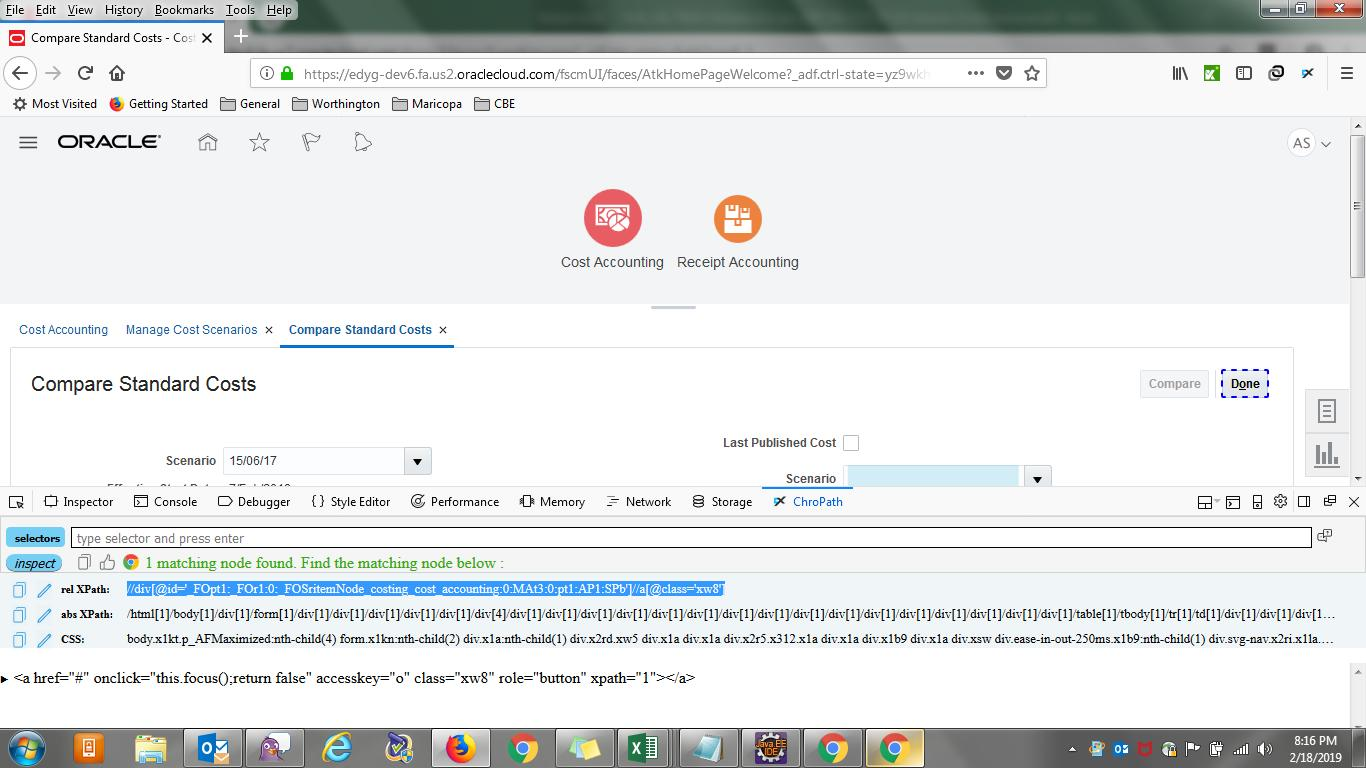 File Edit View History Bookmarks Tools Help
Compare Standard Costs - Cos
https://edyg-dev6.fa.us2.oraclecloud.com/fscmUI/faces/AtkHomePageWelcome?_adf.ctrl-state=yz9wkh
Most Visited Getting Started General Worthington Maricopa CBE
ORACLE
AS
Cost Accounting Receipt Accounting
Cost Accounting Manage Cost Scenarios Compare Standard Costs
Compare Standard Costs Compare Done
Last Published Cost
Scenario 15/06/17
Scenario
Inspector Console Debugger {} Style Editor Performance Memory Network Storage ChroPath
selectors type selector and press enter
inspect 1 matching node found. Find the matching node below :
rel XPath: //div[@id='_FOpt1:_FOr1:0:_FOSritemNode_costing_cost_accounting:0:MAt3:0:pt1:AP1:SPb']//a[@class='xw8']
abs XPath: /html[1]/body[1]/div[1]/form[1]/div[1]/div[1]/div[1]/div[1]/div[1]/div[4]/div[1]/div[1]/div[1]/div[1]/div[1]/div[1]/div[1]/div[1]/div[1]/div[1]/div[1]/table[1]/tbody[1]/tr[1]/td[1]/div[1]/div[1]/div[1…
CSS: body.x1kt.p_AFMaximized:nth-child(4) form.x1kn:nth-child(2) div.x1a:nth-child(1) div.x2rd.xw5 div.x1a div.x1a div.x2r5.x312.x1a div.x1a div.x1b9 div.x1a div.xsw div.ease-in-out-250ms.x1b9:nth-child(1) div.svg-nav.x2ri.x1la.…
<a href="#" onclick="this.focus();return false" accesskey="o" class="xw8" role="button" xpath="1"></a>
8:16 PM
2/18/2019